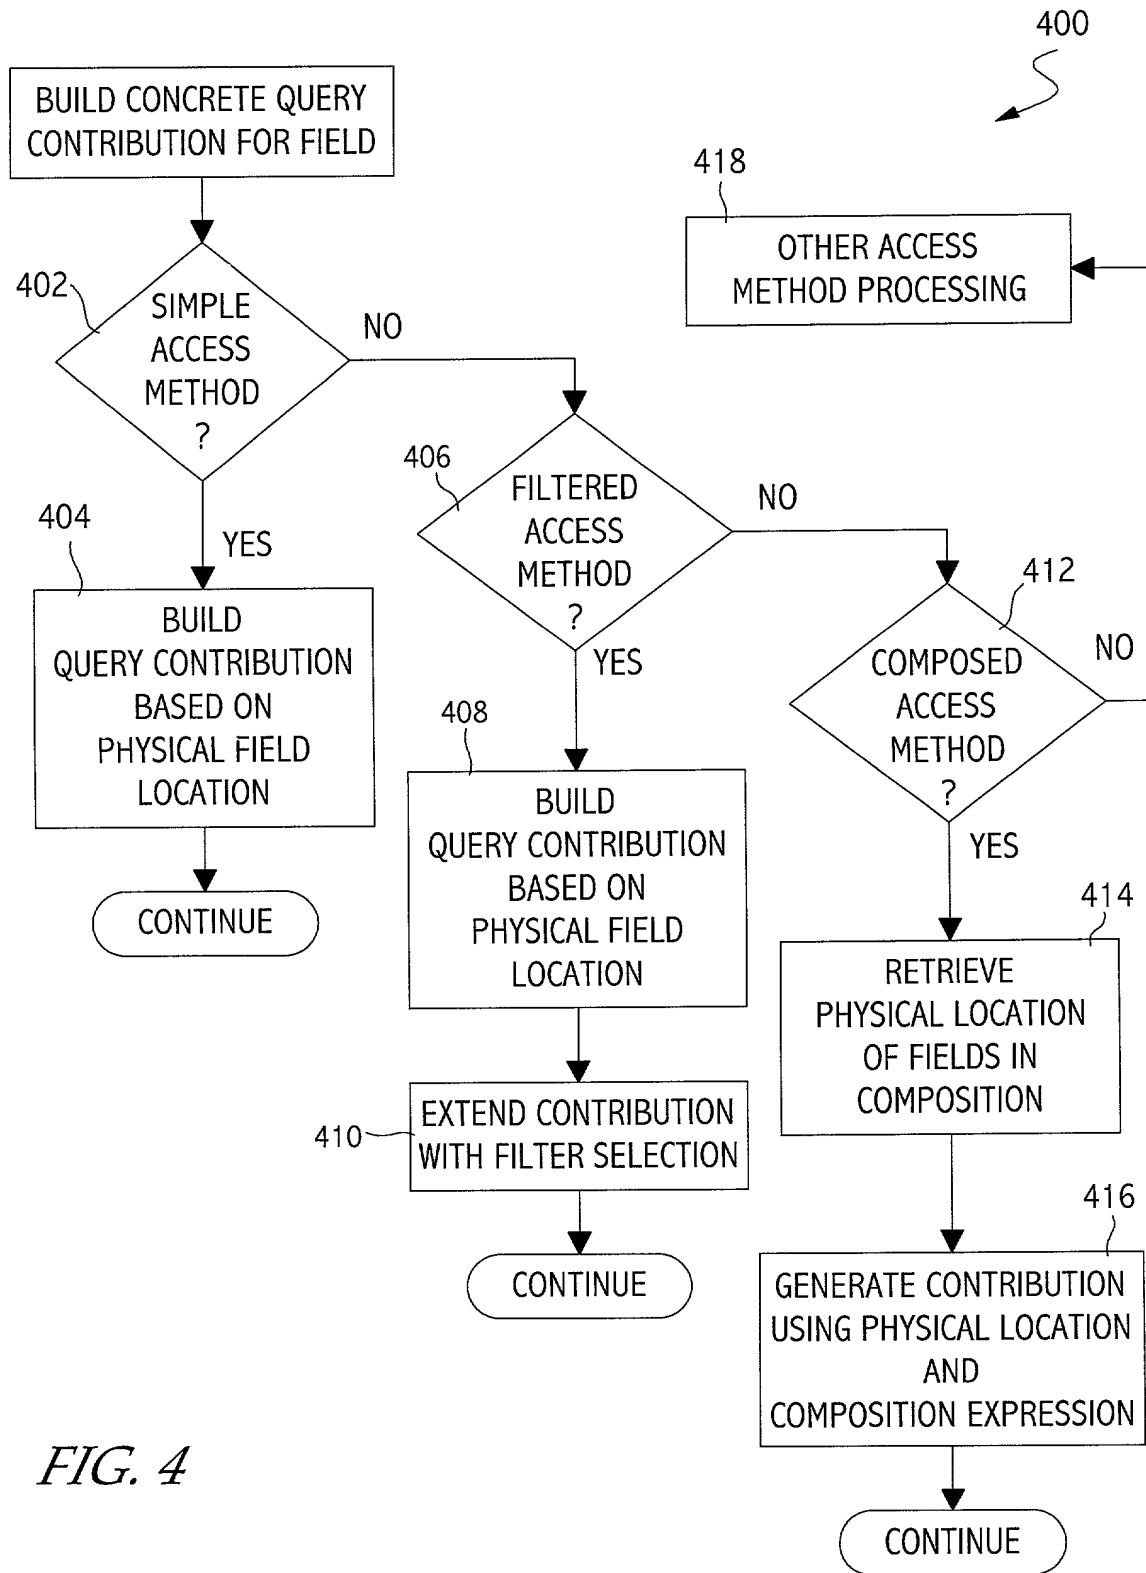 400
BUILD CONCRETE QUERY
CONTRIBUTION FOR FIELD
418
OTHER ACCESS
METHOD PROCESSING
402
SIMPLE
ACCESS
METHOD
?
NO
YES
404
BUILD
QUERY CONTRIBUTION
BASED ON
PHYSICAL FIELD
LOCATION
CONTINUE
406
FILTERED
ACCESS
METHOD
?
NO
YES
408
BUILD
QUERY CONTRIBUTION
BASED ON
PHYSICAL FIELD
LOCATION
410
EXTEND CONTRIBUTION
WITH FILTER SELECTION
CONTINUE
412
COMPOSED
ACCESS
METHOD
?
NO
YES
414
RETRIEVE
PHYSICAL LOCATION
OF FIELDS IN
COMPOSITION
416
GENERATE CONTRIBUTION
USING PHYSICAL LOCATION
AND
COMPOSITION EXPRESSION
CONTINUE
FIG. 4